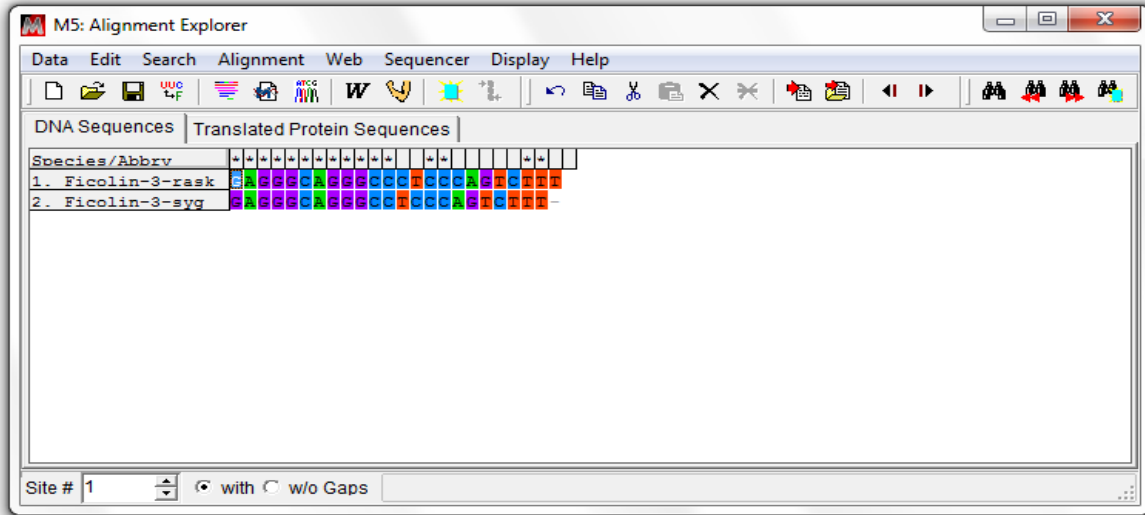 M5: Alignment Explorer
Data Edit Search Alignment Web Sequencer Display Help
W
DNA Sequences Translated Protein Sequences
Species/Abbrv ************ ** **
1. Ficolin-3-rask GAGGGCAGGGCCCTCCCAGTCTTT
2. Ficolin-3-syg GAGGGCAGGGCCTCCCAGTCTTT-
Site # 1 with w/o Gaps